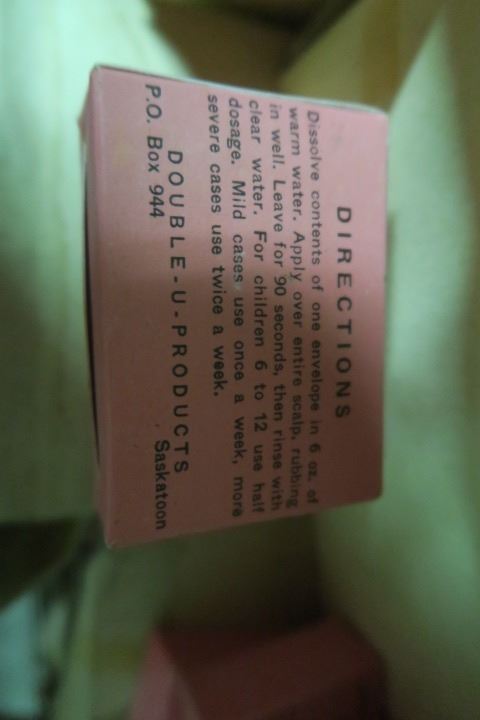 DIRECTIONS
Dissolve contents of one envelope in 6 oz. of
warm water. Apply over entire scalp, rubbing
in well. Leave for 90 seconds, then rinse with
clear water. For children 6 to 12 use half
dosage. Mild cases use once a week, more
severe cases use twice a week.
DOUBLE-U-PRODUCTS
P.O. Box 944 Saskatoon